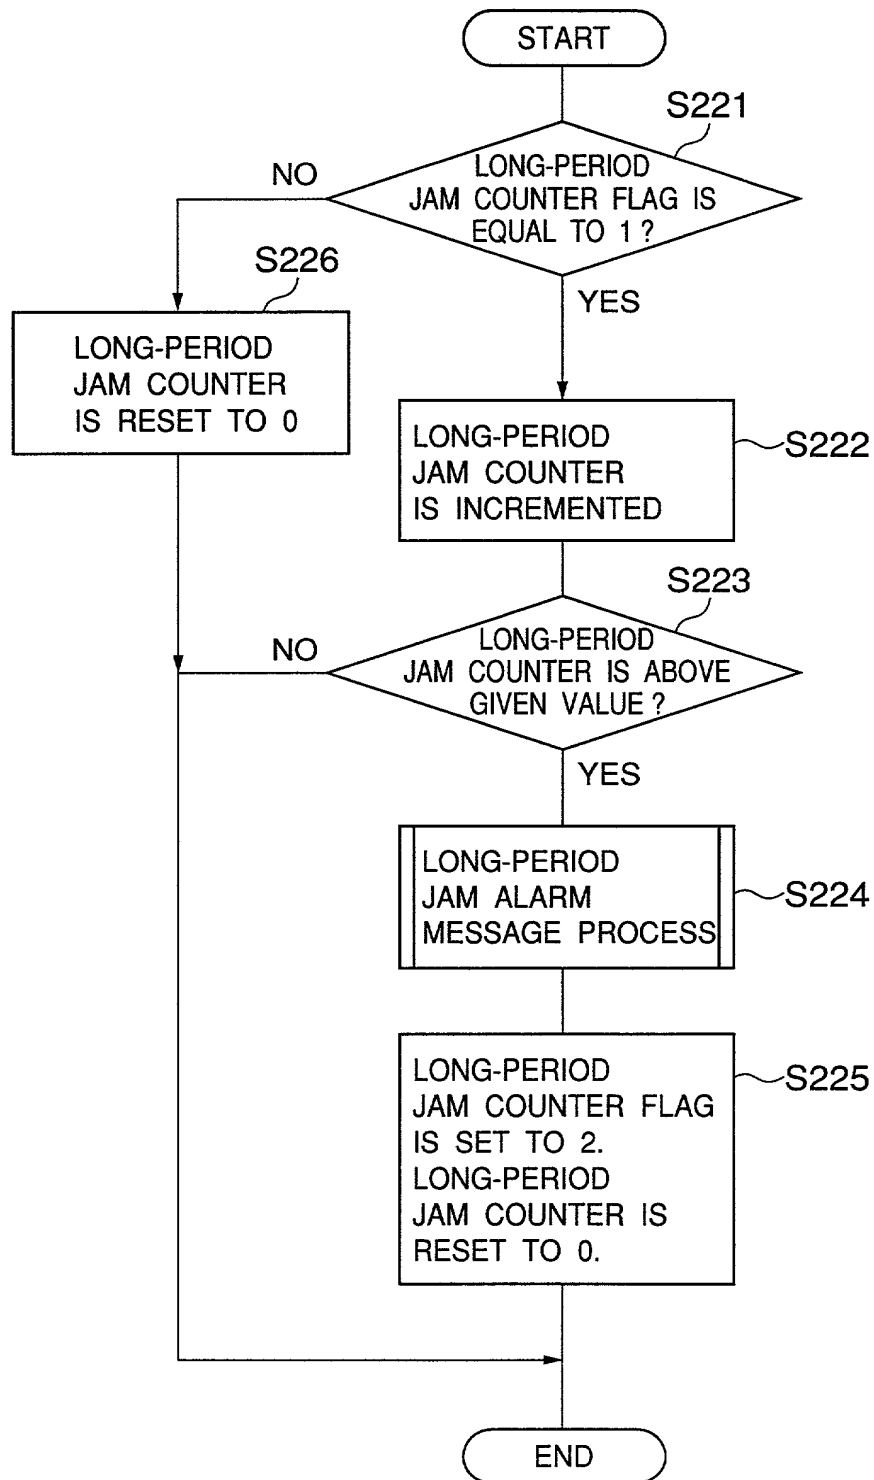 START
S221
LONG-PERIOD
JAM COUNTER FLAG IS
EQUAL TO 1?
NO
YES
S226
LONG-PERIOD
JAM COUNTER
IS RESET TO 0
LONG-PERIOD
JAM COUNTER
IS INCREMENTED
S222
S223
LONG-PERIOD
JAM COUNTER IS ABOVE
GIVEN VALUE?
NO
YES
LONG-PERIOD
JAM ALARM
MESSAGE PROCESS
S224
LONG-PERIOD
JAM COUNTER FLAG
IS SET TO 2.
LONG-PERIOD
JAM COUNTER IS
RESET TO 0.
S225
END